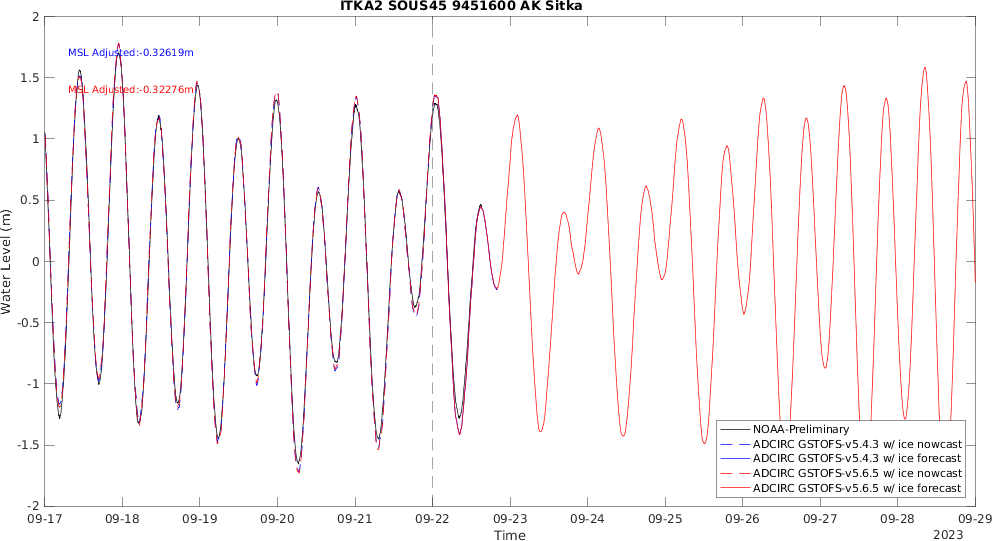 ITKA2 SOUS45 9451600 AK Sitka
MSL Adjusted:-0.32619m
MSL Adjusted:-0.32276m
Water Level (m)
2
1.5
1
0.5
0
-0.5
-1
-1.5
-2
NOAA-Preliminary
ADCIRC GSTOFS-v5.4.3 w/ ice nowcast
ADCIRC GSTOFS-v5.4.3 w/ ice forecast
ADCIRC GSTOFS-v5.6.5 w/ ice nowcast
ADCIRC GSTOFS-v5.6.5 w/ ice forecast
09-17 09-18 09-19 09-20 09-21 09-22 09-23 09-24 09-25 09-26 09-27 09-28 09-29
Time
2023